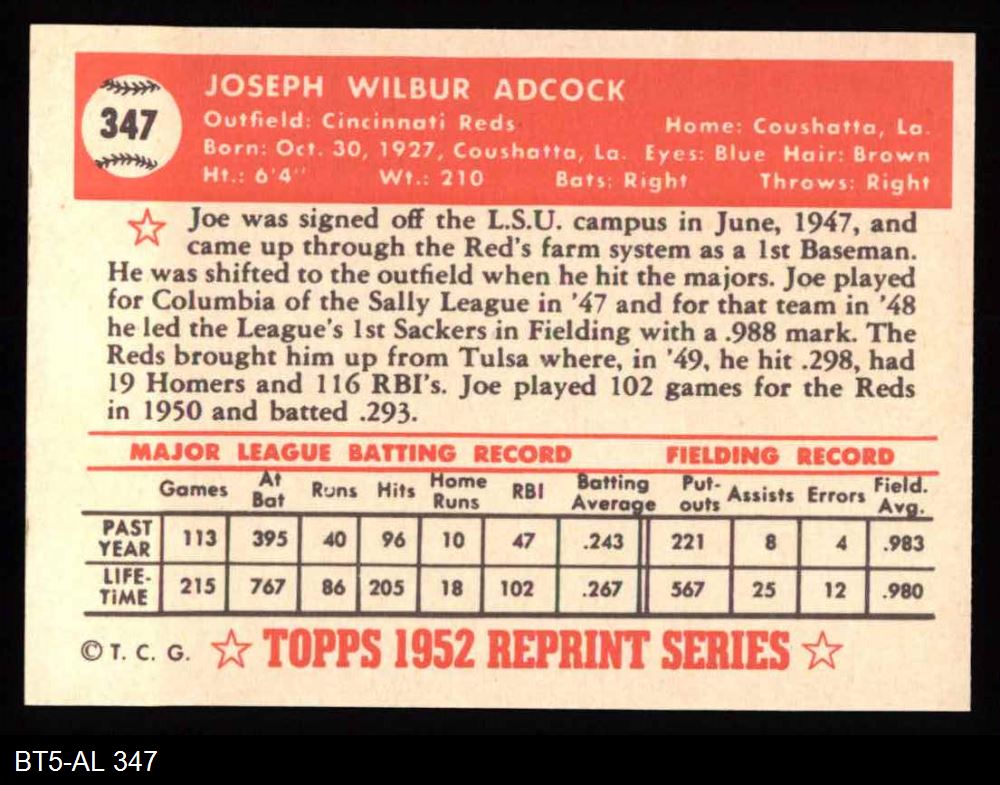 347
JOSEPH WILBUR ADCOCK
Outfield: Cincinnati Reds Home: Coushatta, La.
Born: Oct. 30, 1927, Coushatta, La. Eyes: Blue Hair: Brown
Ht.: 6'4" Wt.: 210 Bats: Right Throws: Right
Joe was signed off the L.S.U. campus in June, 1947, and
came up through the Red's farm system as a 1st Baseman.
He was shifted to the outfield when he hit the majors. Joe played
for Columbia of the Sally League in '47 and for that team in '48
he led the League's 1st Sackers in Fielding with a .988 mark. The
Reds brought him up from Tulsa where, in '49, he hit .298, had
19 Homers and 116 RBI's. Joe played 102 games for the Reds
in 1950 and batted .293.
MAJOR LEAGUE BATTING RECORD FIELDING RECORD
Games At Bat Runs Hits Home Runs RBI Batting Average Put-outs Assists Errors Field. Avg.
PAST YEAR 113 395 40 96 10 47 .243 221 8 4 .983
LIFE-TIME 215 767 86 205 18 102 .267 567 25 12 .980
© T. C. G. ☆ TOPPS 1952 REPRINT SERIES ☆
BT5-AL 347